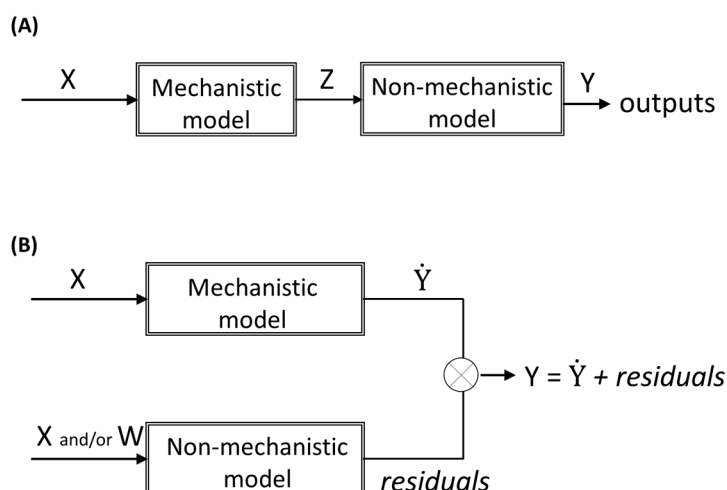 (A)
X
Mechanistic
model
Z
Non-mechanistic
model
Y
outputs
(B)
X
Mechanistic
model
Ẏ
Y = Ẏ + residuals
X and/or W
Non-mechanistic
model
residuals